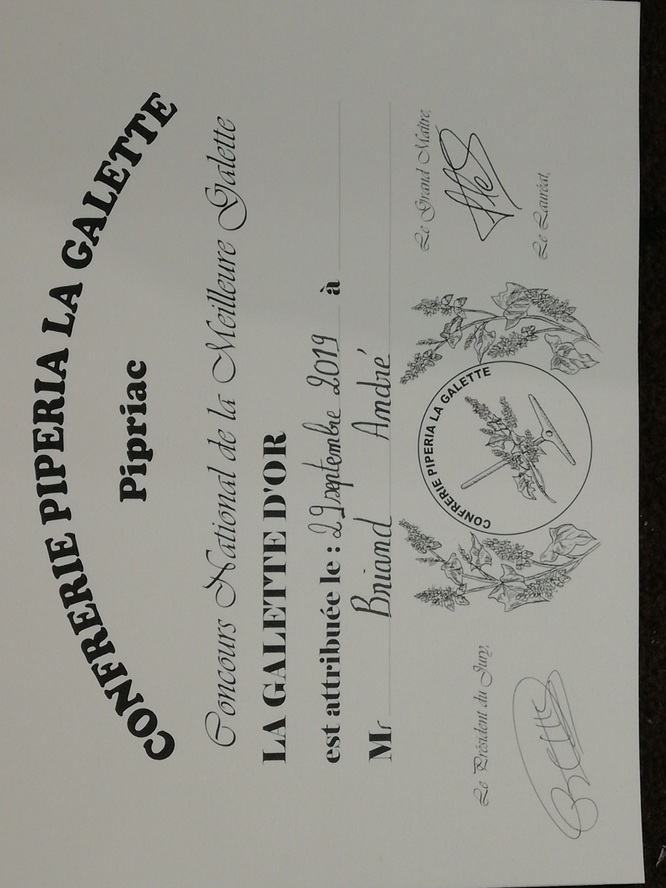 CONFRERIE PIPERIA LA GALETTE
Pipriac
Concours National de la Meilleure Galette
LA GALETTE D'OR
est attribuée le : 29 septembre 2019 à
Mr Briand André
Le Président du Jury,
CONFRERIE PIPERIA LA GALETTE
Le Grand Maître,
Le Lauréat,